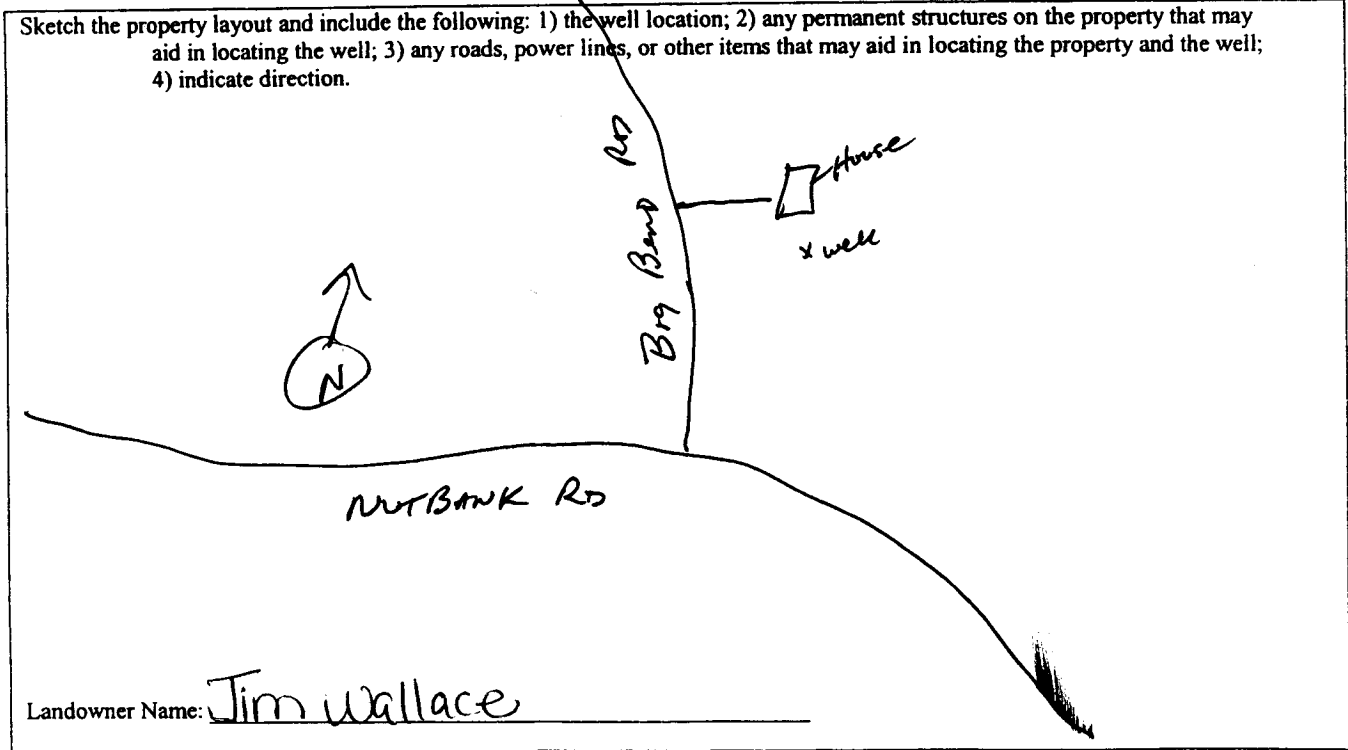 Sketch the property layout and include the following: 1) the well location; 2) any permanent structures on the property that may
aid in locating the well; 3) any roads, power lines, or other items that may aid in locating the property and the well;
4) indicate direction.
Big Bend RD
House
x well
N
NUTBANK RD
Landowner Name: Jim Wallace